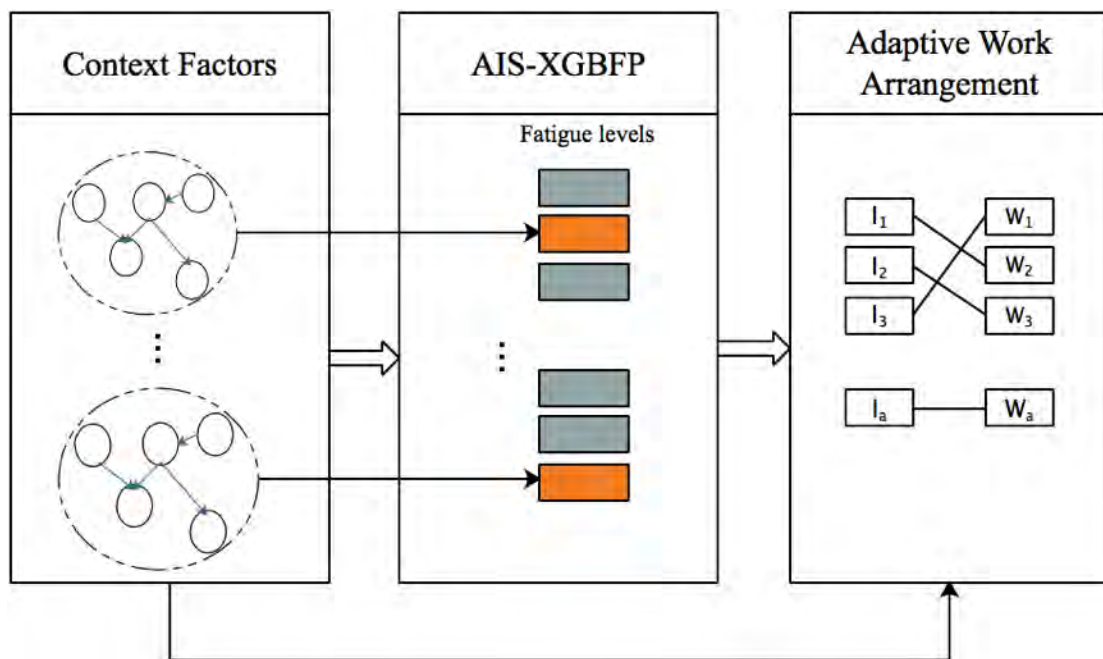 Context Factors
AIS-XGBFP
Adaptive Work
Arrangement
Fatigue levels
I₁ W₁
I₂ W₂
I₃ W₃
Iₐ Wₐ